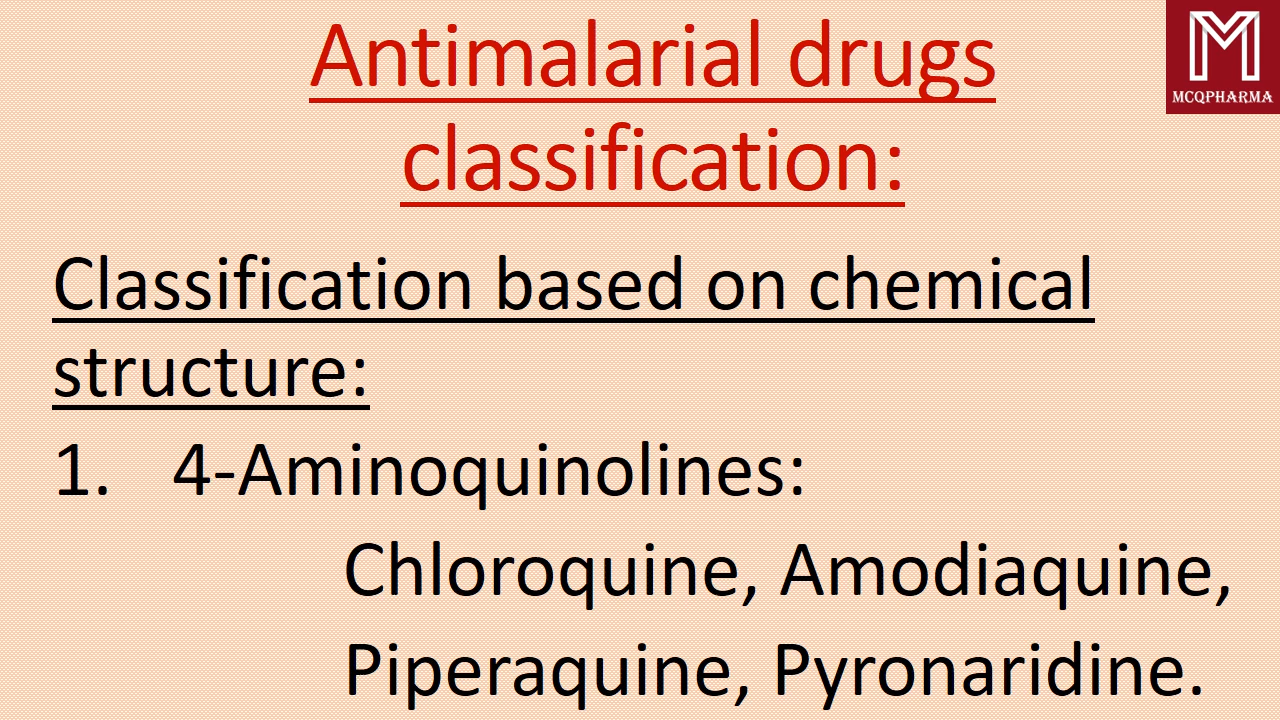 Antimalarial drugs
classification:
M
MCQPHARMA
Classification based on chemical
structure:
1. 4-Aminoquinolines:
Chloroquine, Amodiaquine,
Piperaquine, Pyronaridine.